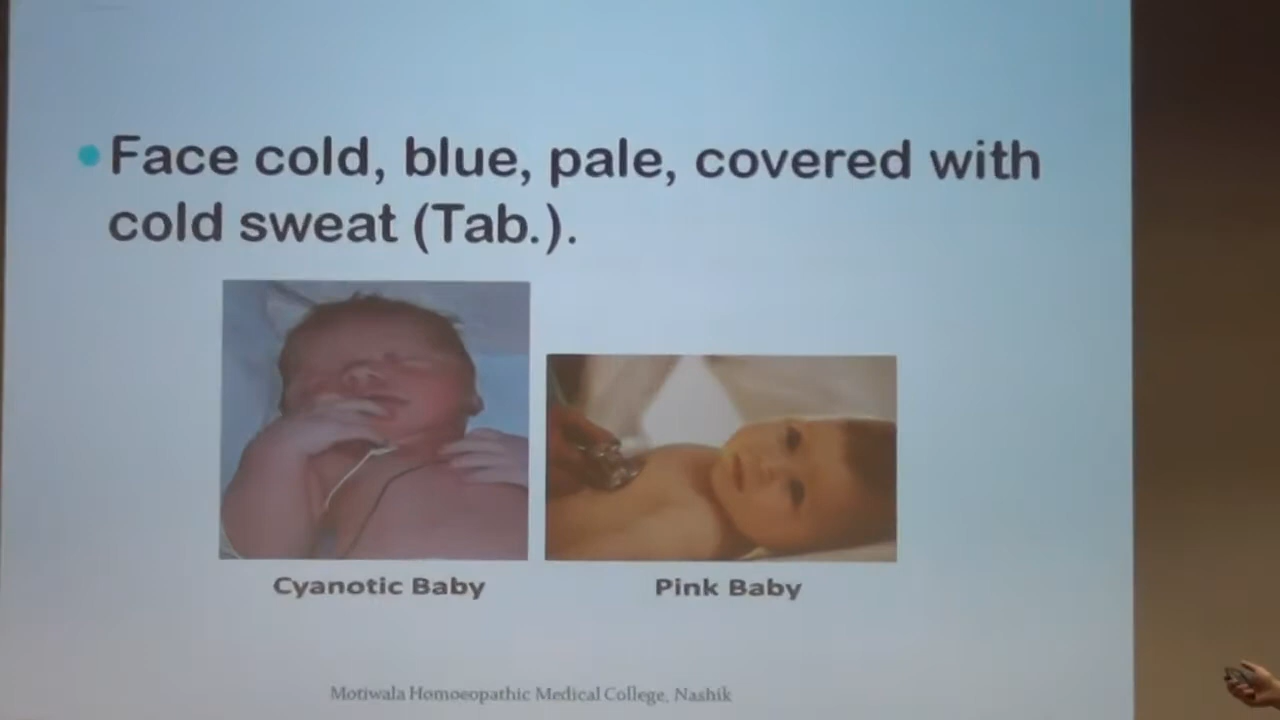 Face cold, blue, pale, covered with
cold sweat (Tab.).
Cyanotic Baby
Pink Baby
Motiwala Homoeopathic Medical College, Nashik